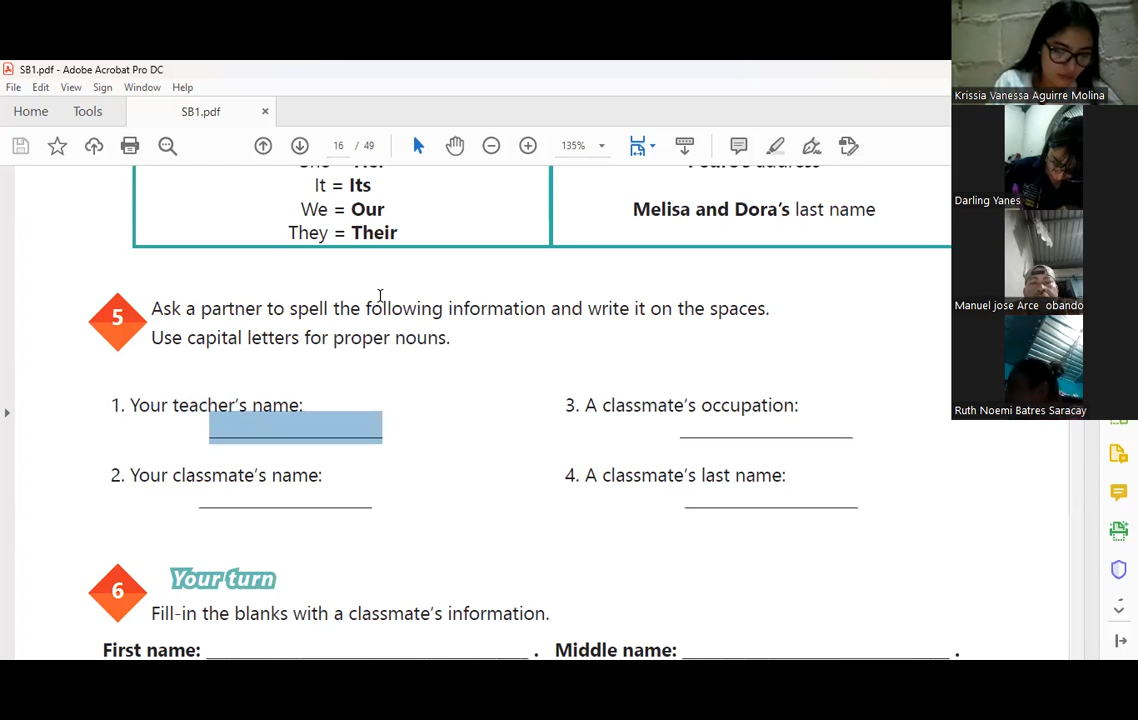 SB1.pdf - Adobe Acrobat Pro DC
File Edit View Sign Window Help
Home Tools SB1.pdf ×
16 / 49 135%
It = Its
We = Our
They = Their
Melisa and Dora's last name
5
Ask a partner to spell the following information and write it on the spaces.
Use capital letters for proper nouns.
1. Your teacher's name:
2. Your classmate's name:
3. A classmate's occupation:
4. A classmate's last name:
6
Your turn
Fill-in the blanks with a classmate's information.
First name: . Middle name: .
Krissia Vanessa Aguirre Molina
Darling Yanes
Manuel jose Arce obando
Ruth Noemi Batres Saracay